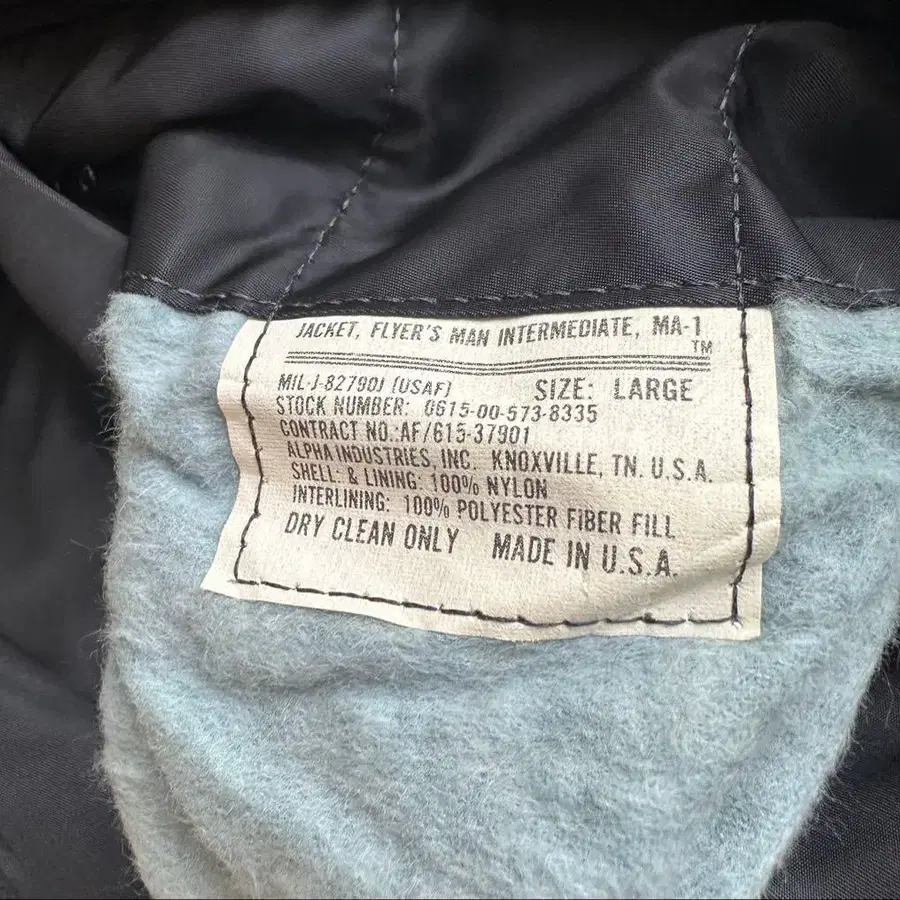 JACKET, FLYER'S MAN INTERMEDIATE, MA-1 TM
MIL-J-82790J (USAF) SIZE: LARGE
STOCK NUMBER: 0615-00-573-8335
CONTRACT NO.:AF/615-37901
ALPHA INDUSTRIES, INC. KNOXVILLE, TN. U.S.A.
SHELL: & LINING: 100% NYLON
INTERLINING: 100% POLYESTER FIBER FILL
DRY CLEAN ONLY MADE IN U.S.A.